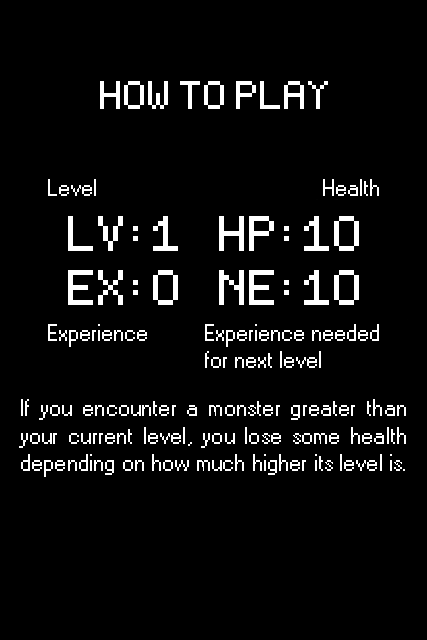 HOW TO PLAY
Level Health
LV:1 HP:10
EX:0 NE:10
Experience Experience needed
for next level
If you encounter a monster greater than
your current level, you lose some health
depending on how much higher its level is.